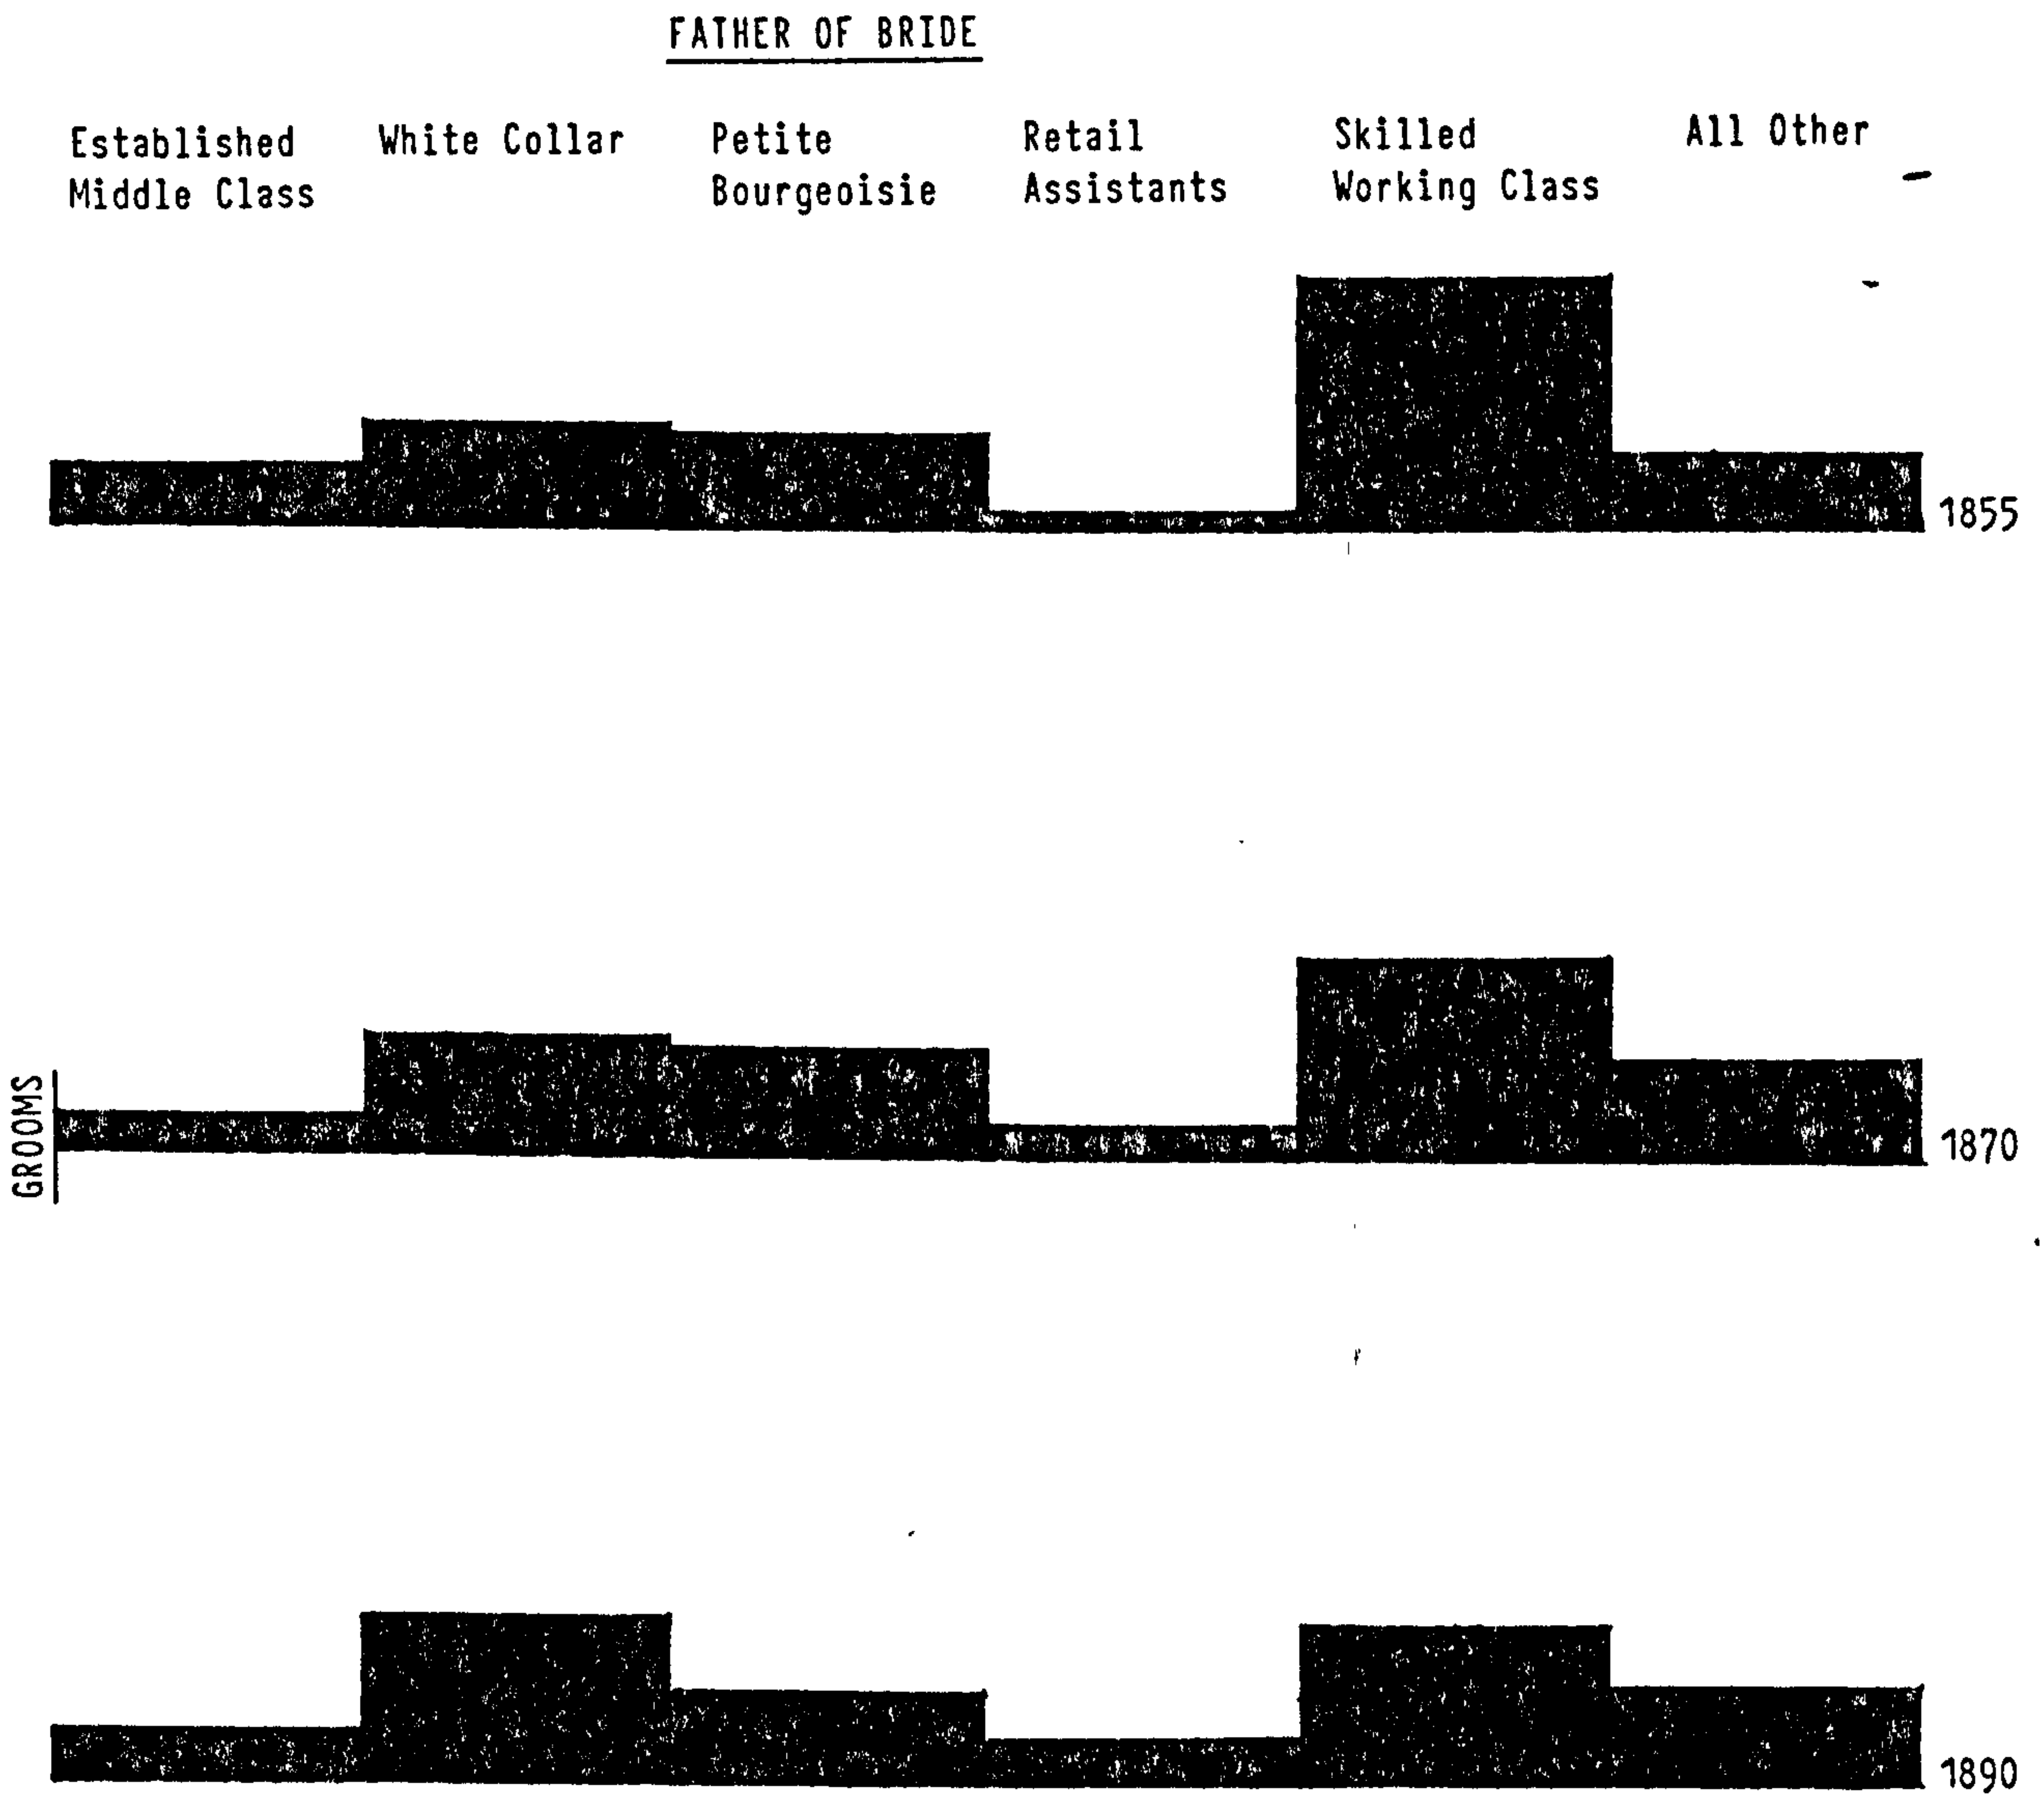 FATHER OF BRIDE
Established Middle Class
White Collar
Petite Bourgeoisie
Retail Assistants
Skilled Working Class
All Other
1855
GROOMS
1870
1890